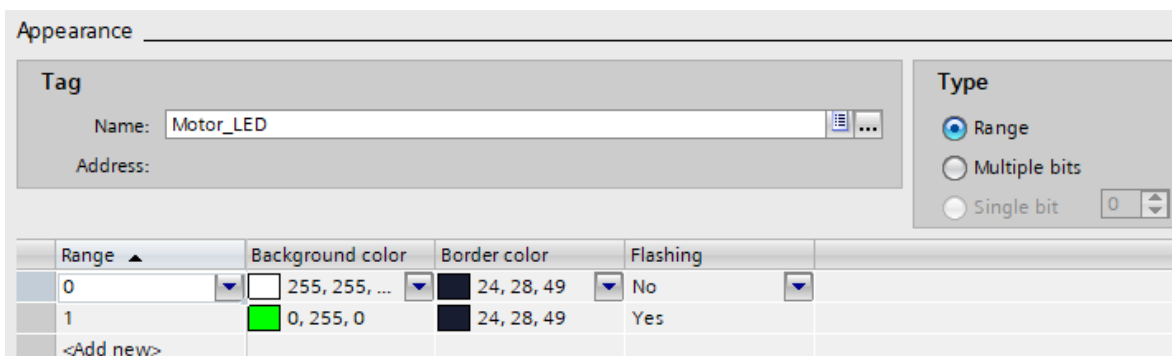 Appearance
Tag
Name: Motor_LED ...
Address:
Type
Range
Multiple bits
Single bit 0
Range Background color Border color Flashing
0 255, 255, ... 24, 28, 49 No
1 0, 255, 0 24, 28, 49 Yes
<Add new>